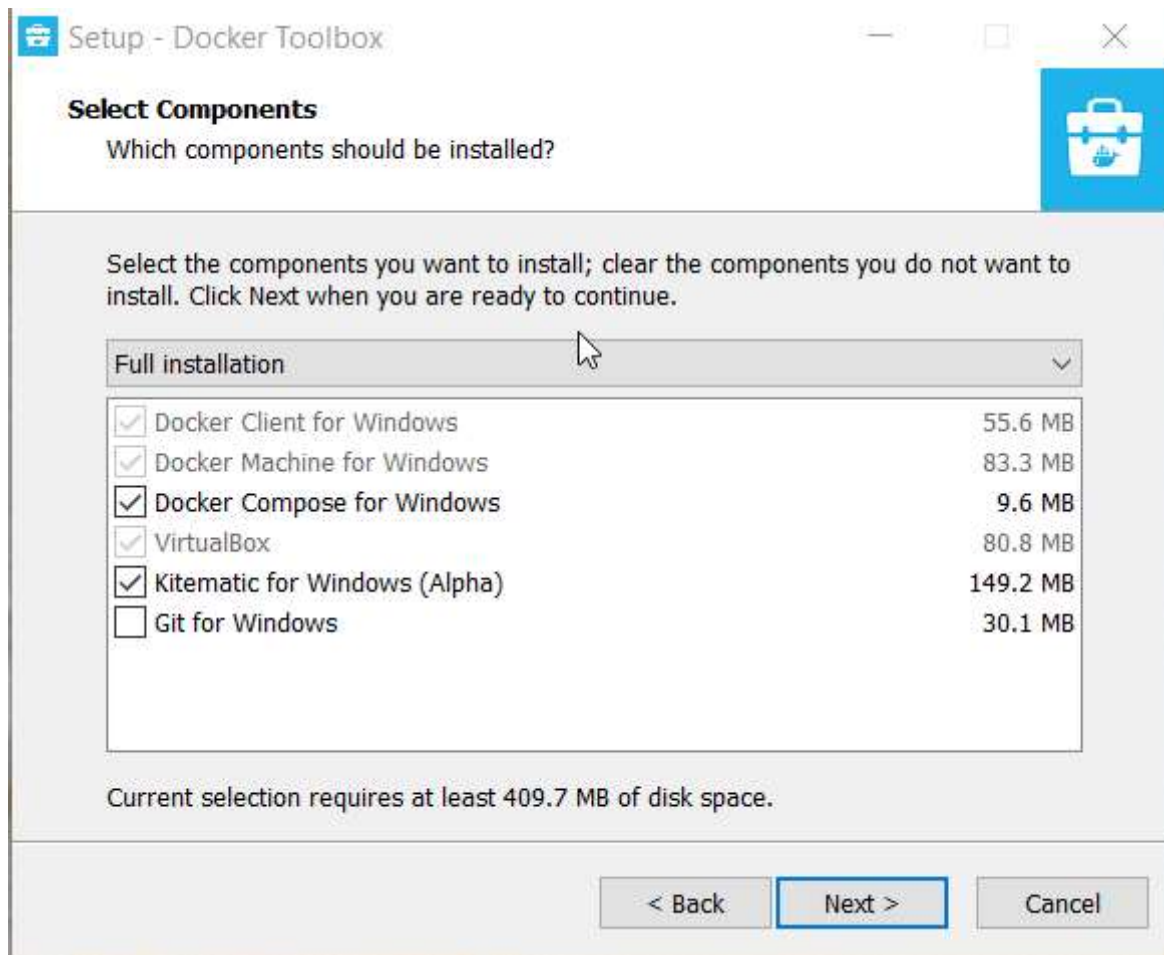 Setup - Docker Toolbox
Select Components
Which components should be installed?
Select the components you want to install; clear the components you do not want to
install. Click Next when you are ready to continue.
Full installation
Docker Client for Windows 55.6 MB
Docker Machine for Windows 83.3 MB
Docker Compose for Windows 9.6 MB
VirtualBox 80.8 MB
Kitematic for Windows (Alpha) 149.2 MB
Git for Windows 30.1 MB
Current selection requires at least 409.7 MB of disk space.
< Back Next > Cancel